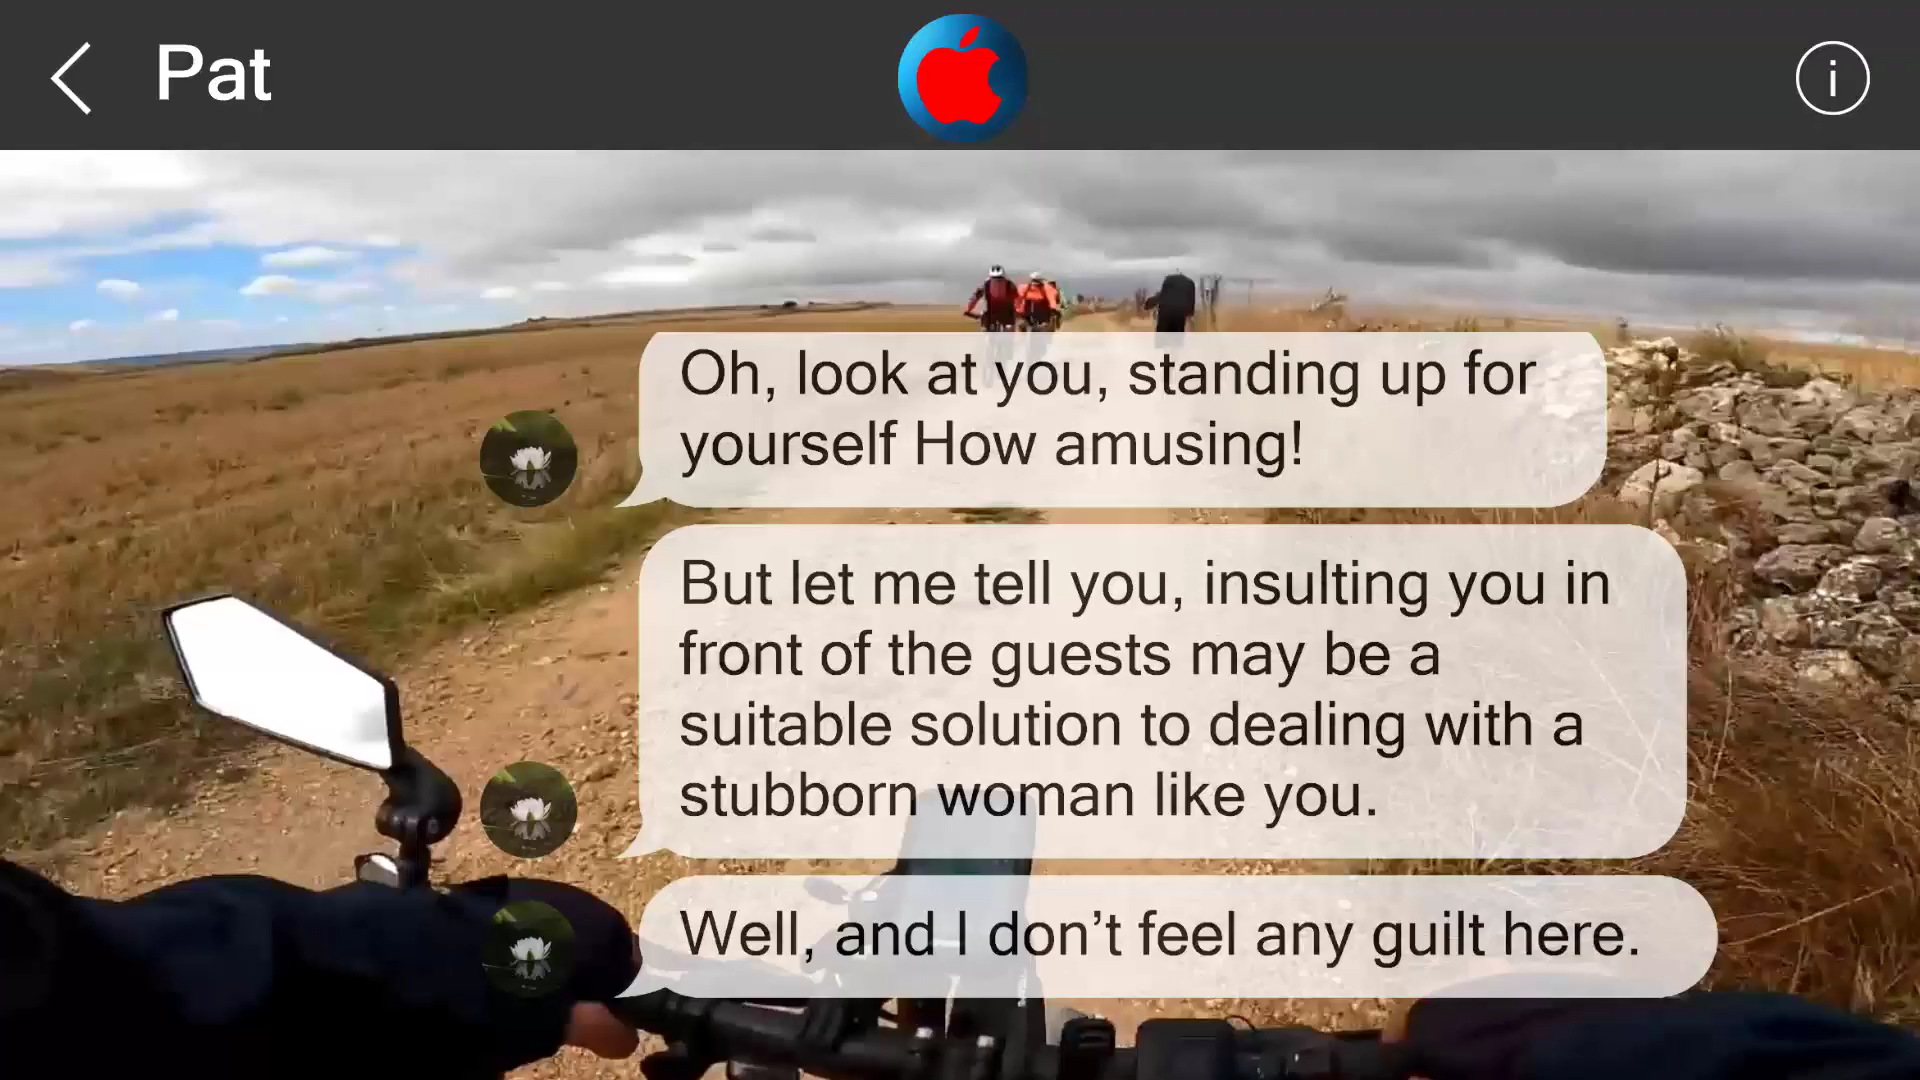 Pat
i
Oh, look at you, standing up for
yourself How amusing!
But let me tell you, insulting you in
front of the guests may be a
suitable solution to dealing with a
stubborn woman like you.
Well, and I don’t feel any guilt here.